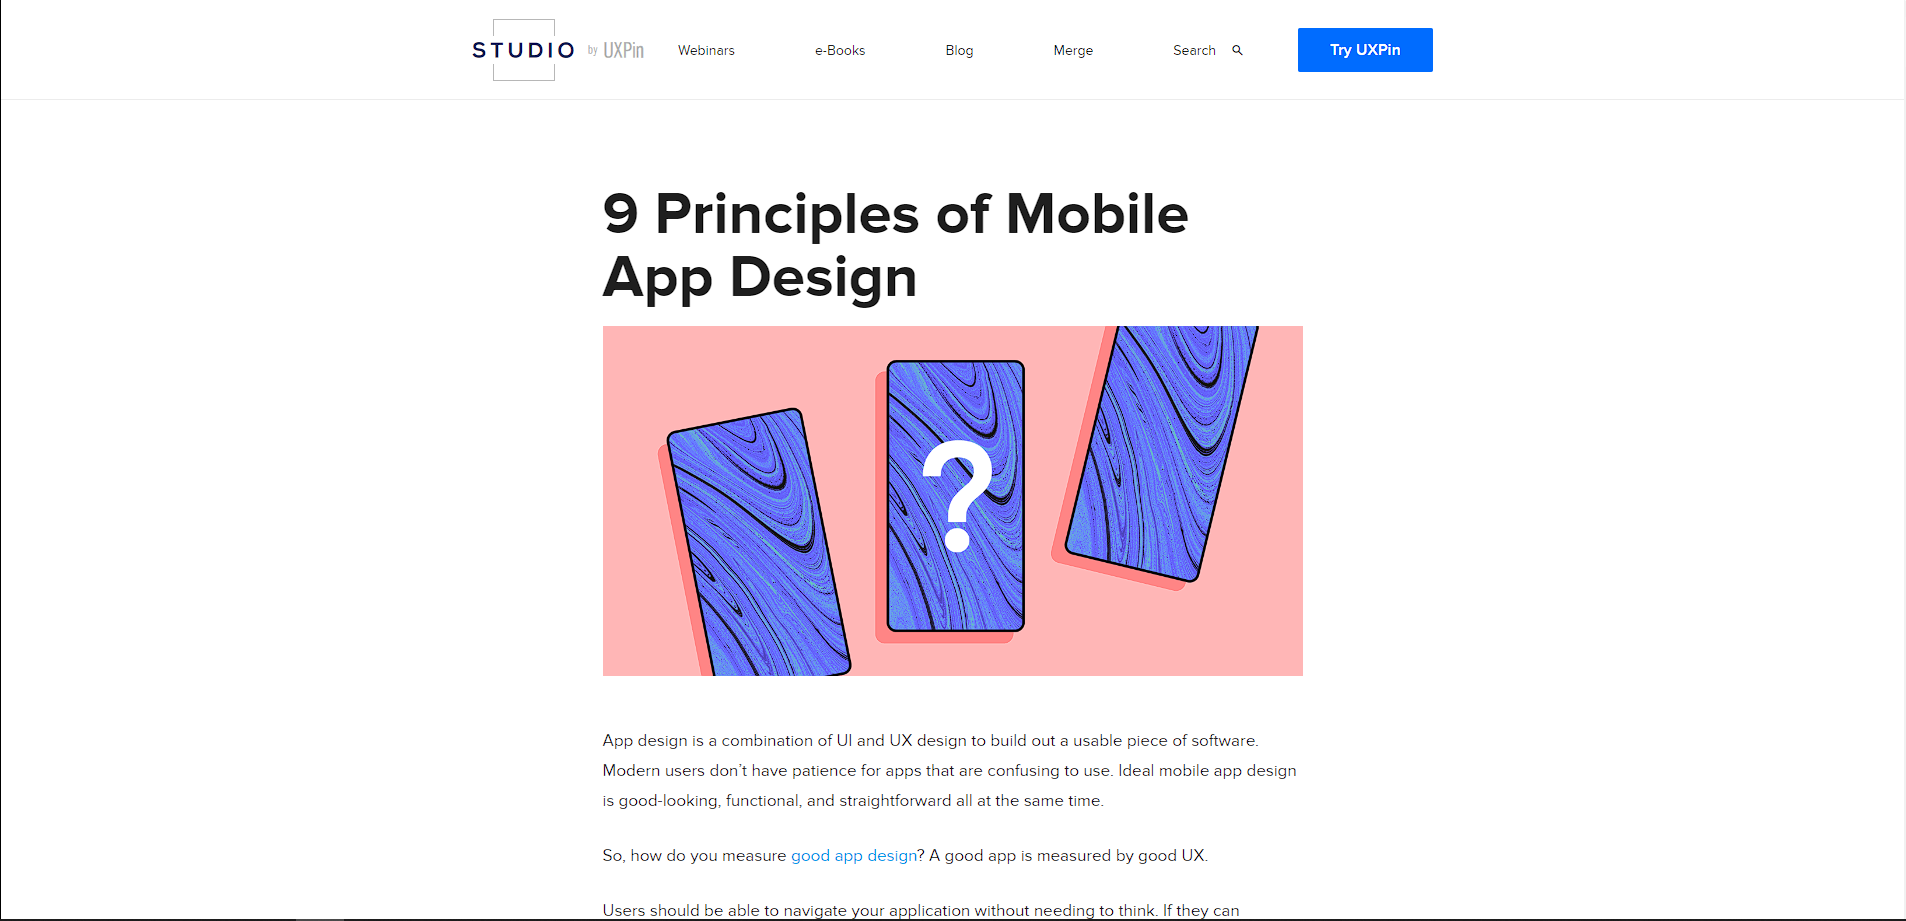 STUDIO by UXPin Webinars e-Books Blog Merge Search Try UXPin
9 Principles of Mobile
App Design
?
App design is a combination of UI and UX design to build out a usable piece of software.
Modern users don’t have patience for apps that are confusing to use. Ideal mobile app design
is good-looking, functional, and straightforward all at the same time.
So, how do you measure good app design? A good app is measured by good UX.
Users should be able to navigate your application without needing to think. If they can